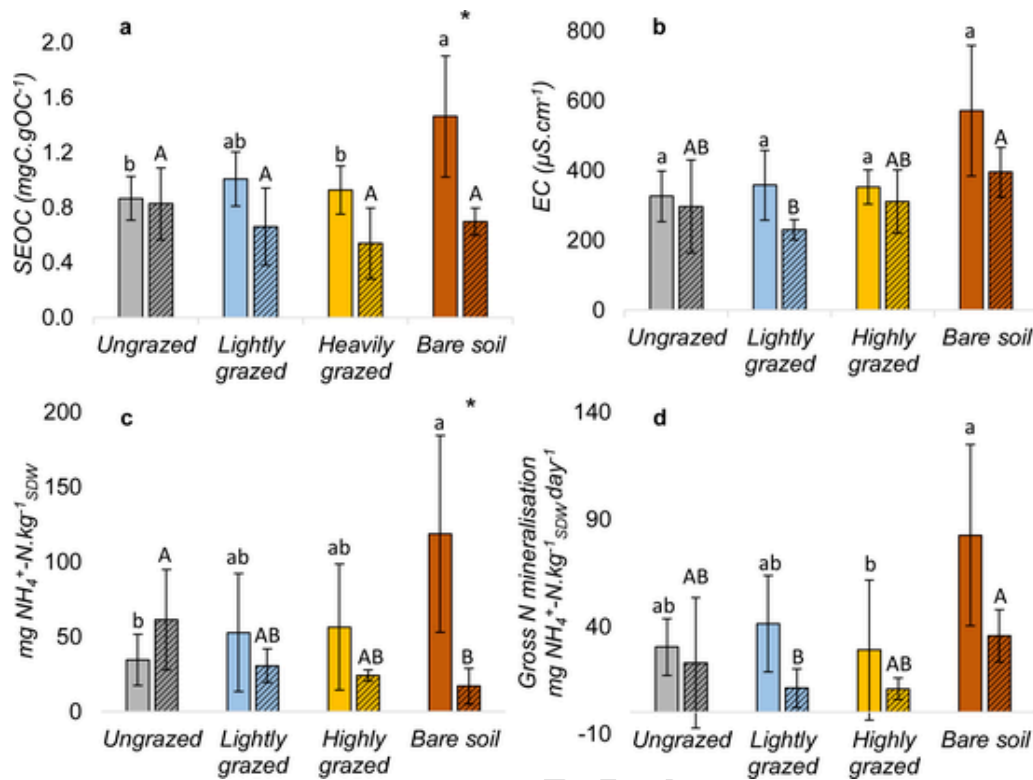 a
*
SEOC (mgC.gOC⁻¹)
2.0
1.6
1.2
0.8
0.4
0.0
b A
ab A
b A
a A
Ungrazed
Lightly grazed
Heavily grazed
Bare soil
b
EC (µS.cm⁻¹)
800
600
400
200
0
a AB
a B
a AB
a A
Ungrazed
Lightly grazed
Highly grazed
Bare soil
c
*
mg NH₄⁺-N.kg⁻¹SDW
200
150
100
50
0
b A
ab AB
ab AB
a B
Ungrazed
Lightly grazed
Highly grazed
Bare soil
d
Gross N mineralisation
mg NH₄⁺-N.kg⁻¹SDW day⁻¹
140
90
40
-10
ab AB
ab B
b AB
a A
Ungrazed
Lightly grazed
Highly grazed
Bare soil